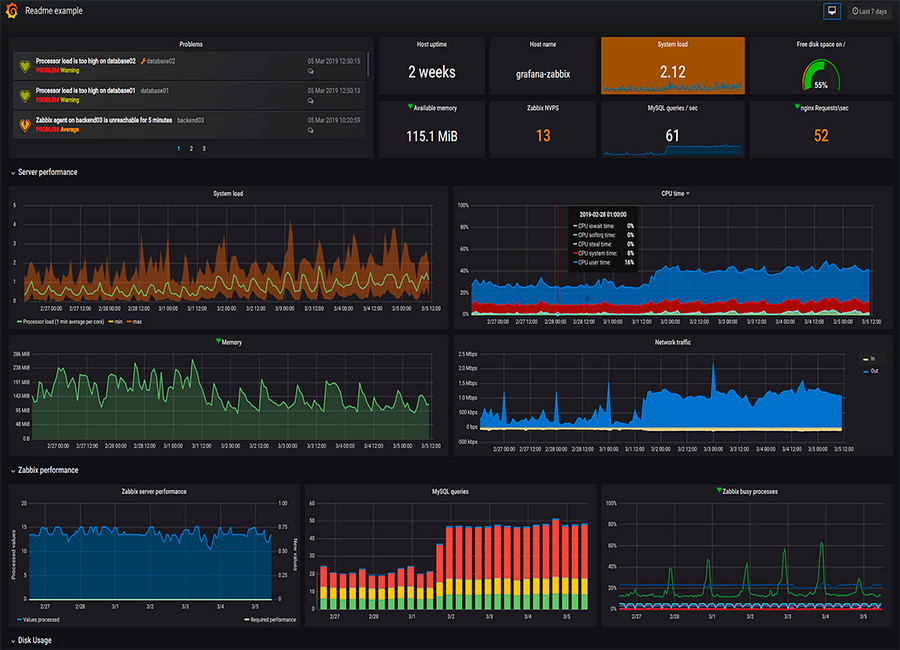 Readme example
Last 7 days
Problems
Processor load is too high on database02 database02 05 Mar 2019 12:50:15
PROBLEM Warning
Processor load is too high on database01 database01 05 Mar 2019 12:50:13
PROBLEM Warning
Zabbix agent on backend03 is unreachable for 5 minutes backend03 05 Mar 2019 10:20:59
PROBLEM Average
1 2 3
Host uptime
2 weeks
Host name
grafana-zabbix
System load
2.12
Free disk space on /
55%
Available memory
115.1 MiB
Zabbix NVPS
13
MySQL queries / sec
61
nginx Requests/sec
52
Server performance
System load
5
4
3
2
1
0
2/27 00:00 2/27 12:00 2/28 00:00 2/28 12:00 3/1 00:00 3/1 12:00 3/2 00:00 3/2 12:00 3/3 00:00 3/3 12:00 3/4 00:00 3/4 12:00 3/5 00:00 3/5 12:00
Processor load (1 min average per core) min max
CPU time
100%
80%
60%
40%
20%
0%
2019-02-28 01:00:00
CPU iowait time: 0%
CPU softirq time: 0%
CPU steal time: 0%
CPU system time: 8%
CPU user time: 16%
2/27 00:00 2/27 12:00 2/28 00:00 2/28 12:00 3/1 00:00 3/1 12:00 3/2 00:00 3/2 12:00 3/3 00:00 3/3 12:00 3/4 00:00 3/4 12:00 3/5 00:00 3/5 12:00
Memory
286 MiB
238 MiB
191 MiB
143 MiB
95 MiB
48 MiB
0 B
2/27 00:00 2/27 12:00 2/28 00:00 2/28 12:00 3/1 00:00 3/1 12:00 3/2 00:00 3/2 12:00 3/3 00:00 3/3 12:00 3/4 00:00 3/4 12:00 3/5 00:00 3/5 12:00
Network traffic
2.5 Mbps
2.0 Mbps
1.5 Mbps
1.0 Mbps
500 kbps
0 bps
-500 kbps
2/27 00:00 2/27 12:00 2/28 00:00 2/28 12:00 3/1 00:00 3/1 12:00 3/2 00:00 3/2 12:00 3/3 00:00 3/3 12:00 3/4 00:00 3/4 12:00 3/5 00:00 3/5 12:00
In
Out
Zabbix performance
Zabbix server performance
Processed values
20
15
10
5
0
1.00
0.75
0.50
0.25
0
New values
2/27 2/28 3/1 3/2 3/3 3/4 3/5
Values processed Required performance
MySQL queries
60
50
40
30
20
10
0
2/27 2/28 3/1 3/2 3/3 3/4 3/5
Zabbix busy processes
100%
80%
60%
40%
20%
0%
2/27 2/28 3/1 3/2 3/3 3/4 3/5
Disk Usage